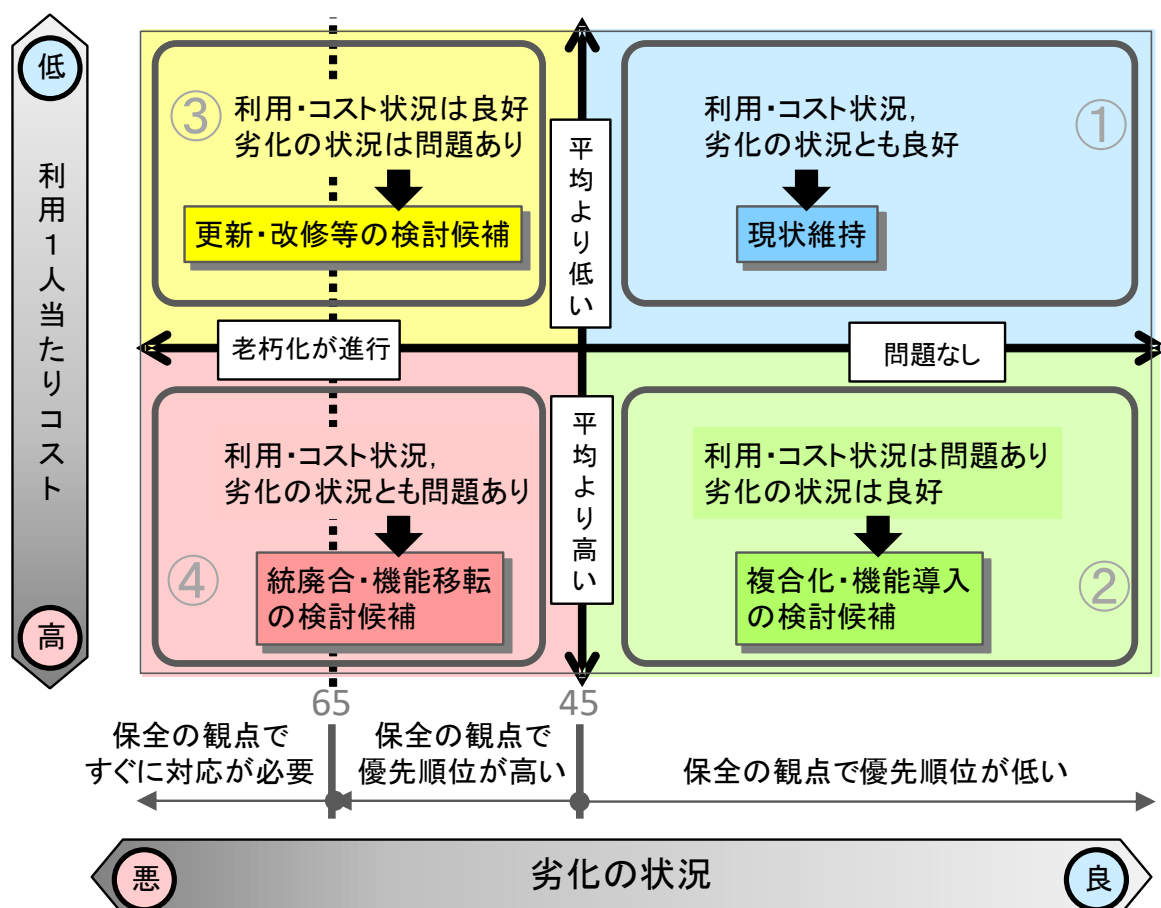 低
利用1人当たりコスト
高
③
利用・コスト状況は良好
劣化の状況は問題あり
更新・改修等の検討候補
平均より低い
①
利用・コスト状況,
劣化の状況とも良好
現状維持
老朽化が進行
問題なし
④
利用・コスト状況,
劣化の状況とも問題あり
統廃合・機能移転
の検討候補
平均より高い
②
利用・コスト状況は問題あり
劣化の状況は良好
複合化・機能導入
の検討候補
65
45
保全の観点で
すぐに対応が必要
保全の観点で
優先順位が高い
保全の観点で優先順位が低い
悪
劣化の状況
良